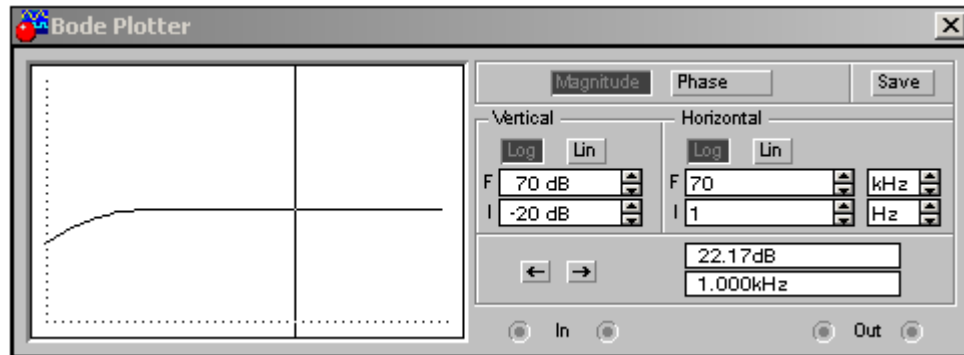 Bode Plotter
Magnitude Phase Save
Vertical Horizontal
Log Lin Log Lin
F 70 dB F 70 kHz
I -20 dB I 1 Hz
← → 22.17dB
1.000kHz
In Out